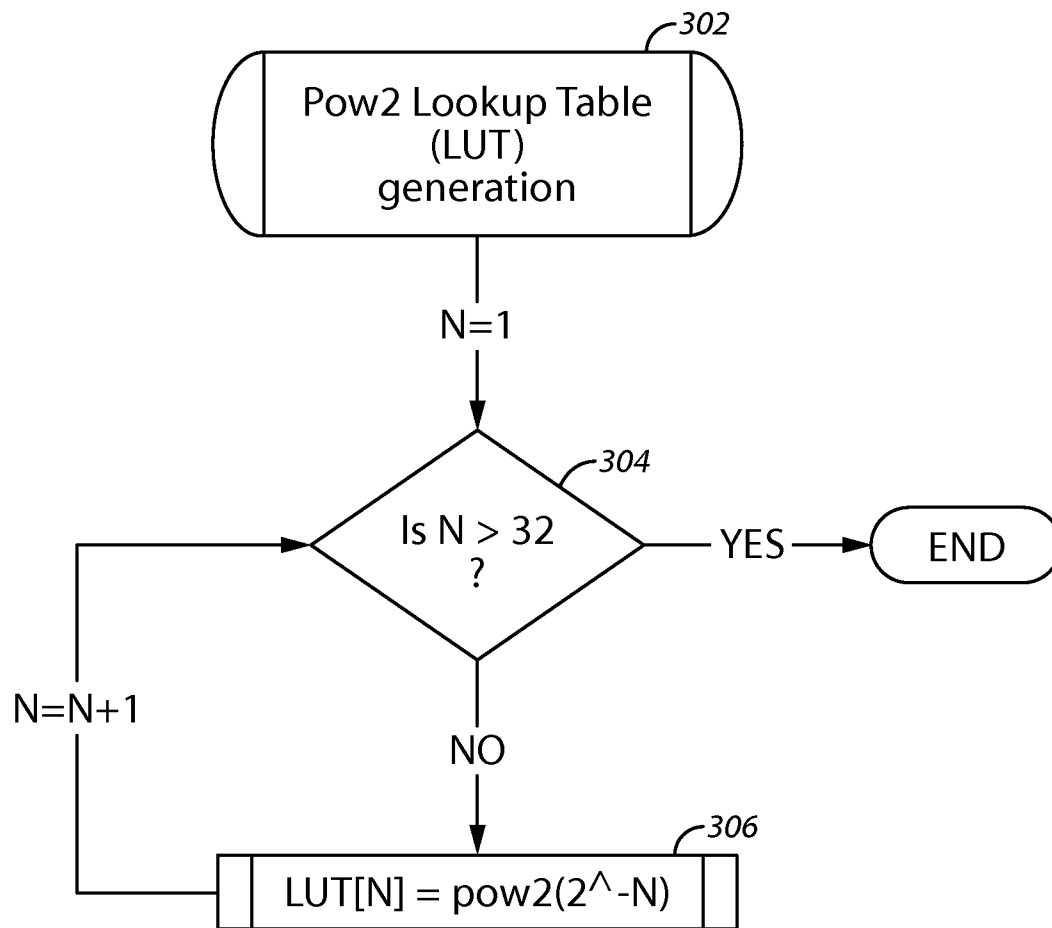 302
Pow2 Lookup Table
(LUT)
generation
N=1
304
Is N > 32
?
YES
END
N=N+1
NO
306
LUT[N] = pow2(2^-N)